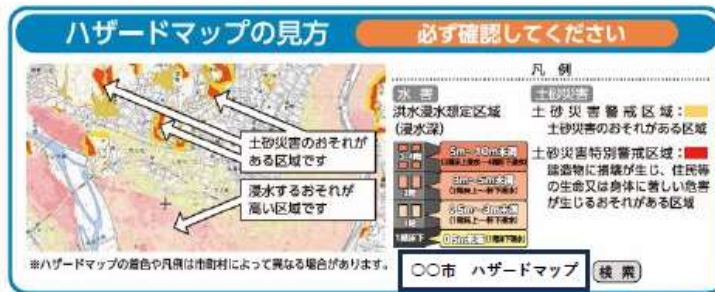 ハザードマップの見方
必ず確認してください
土砂災害のおそれが
ある区域です
浸水するおそれが
高い区域です
※ハザードマップの着色や凡例は市町村によって異なる場合があります。
凡例
水害
洪水浸水想定区域
(浸水深)
5m～10m未満
3m～5m未満
0.5m～3m未満
0.5m未満
土砂災害
土砂災害警戒区域：
土砂災害のおそれがある区域
土砂災害特別警戒区域：
建造物に損壊が生じ、住民等
の生命又は身体に著しい危害
が生じるおそれがある区域
○○市　ハザードマップ
検索